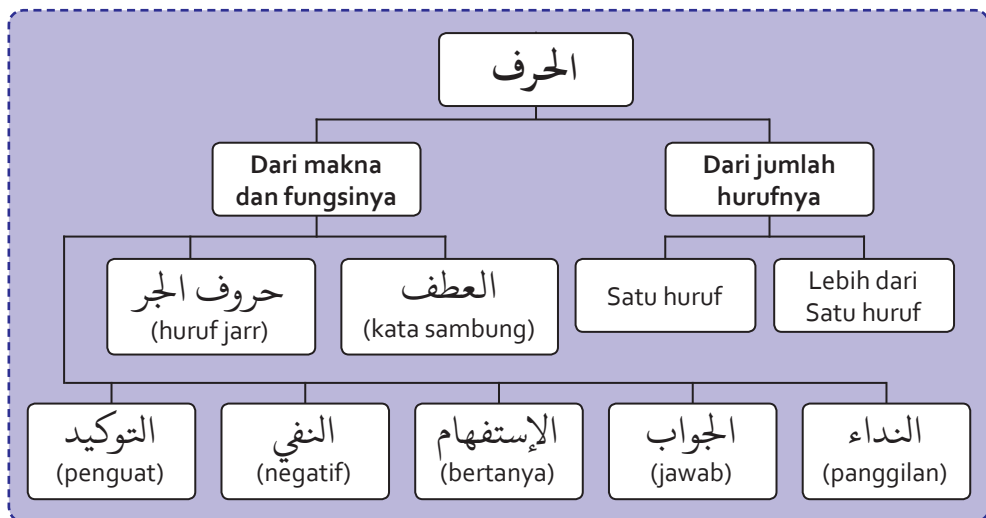 الحرف
Dari makna
dan fungsinya
Dari jumlah
hurufnya
حروف الجر
(huruf jarr)
العطف
(kata sambung)
Satu huruf
Lebih dari
Satu huruf
التوكيد
(penguat)
النفي
(negatif)
الإستفهام
(bertanya)
الجواب
(jawab)
النداء
(panggilan)